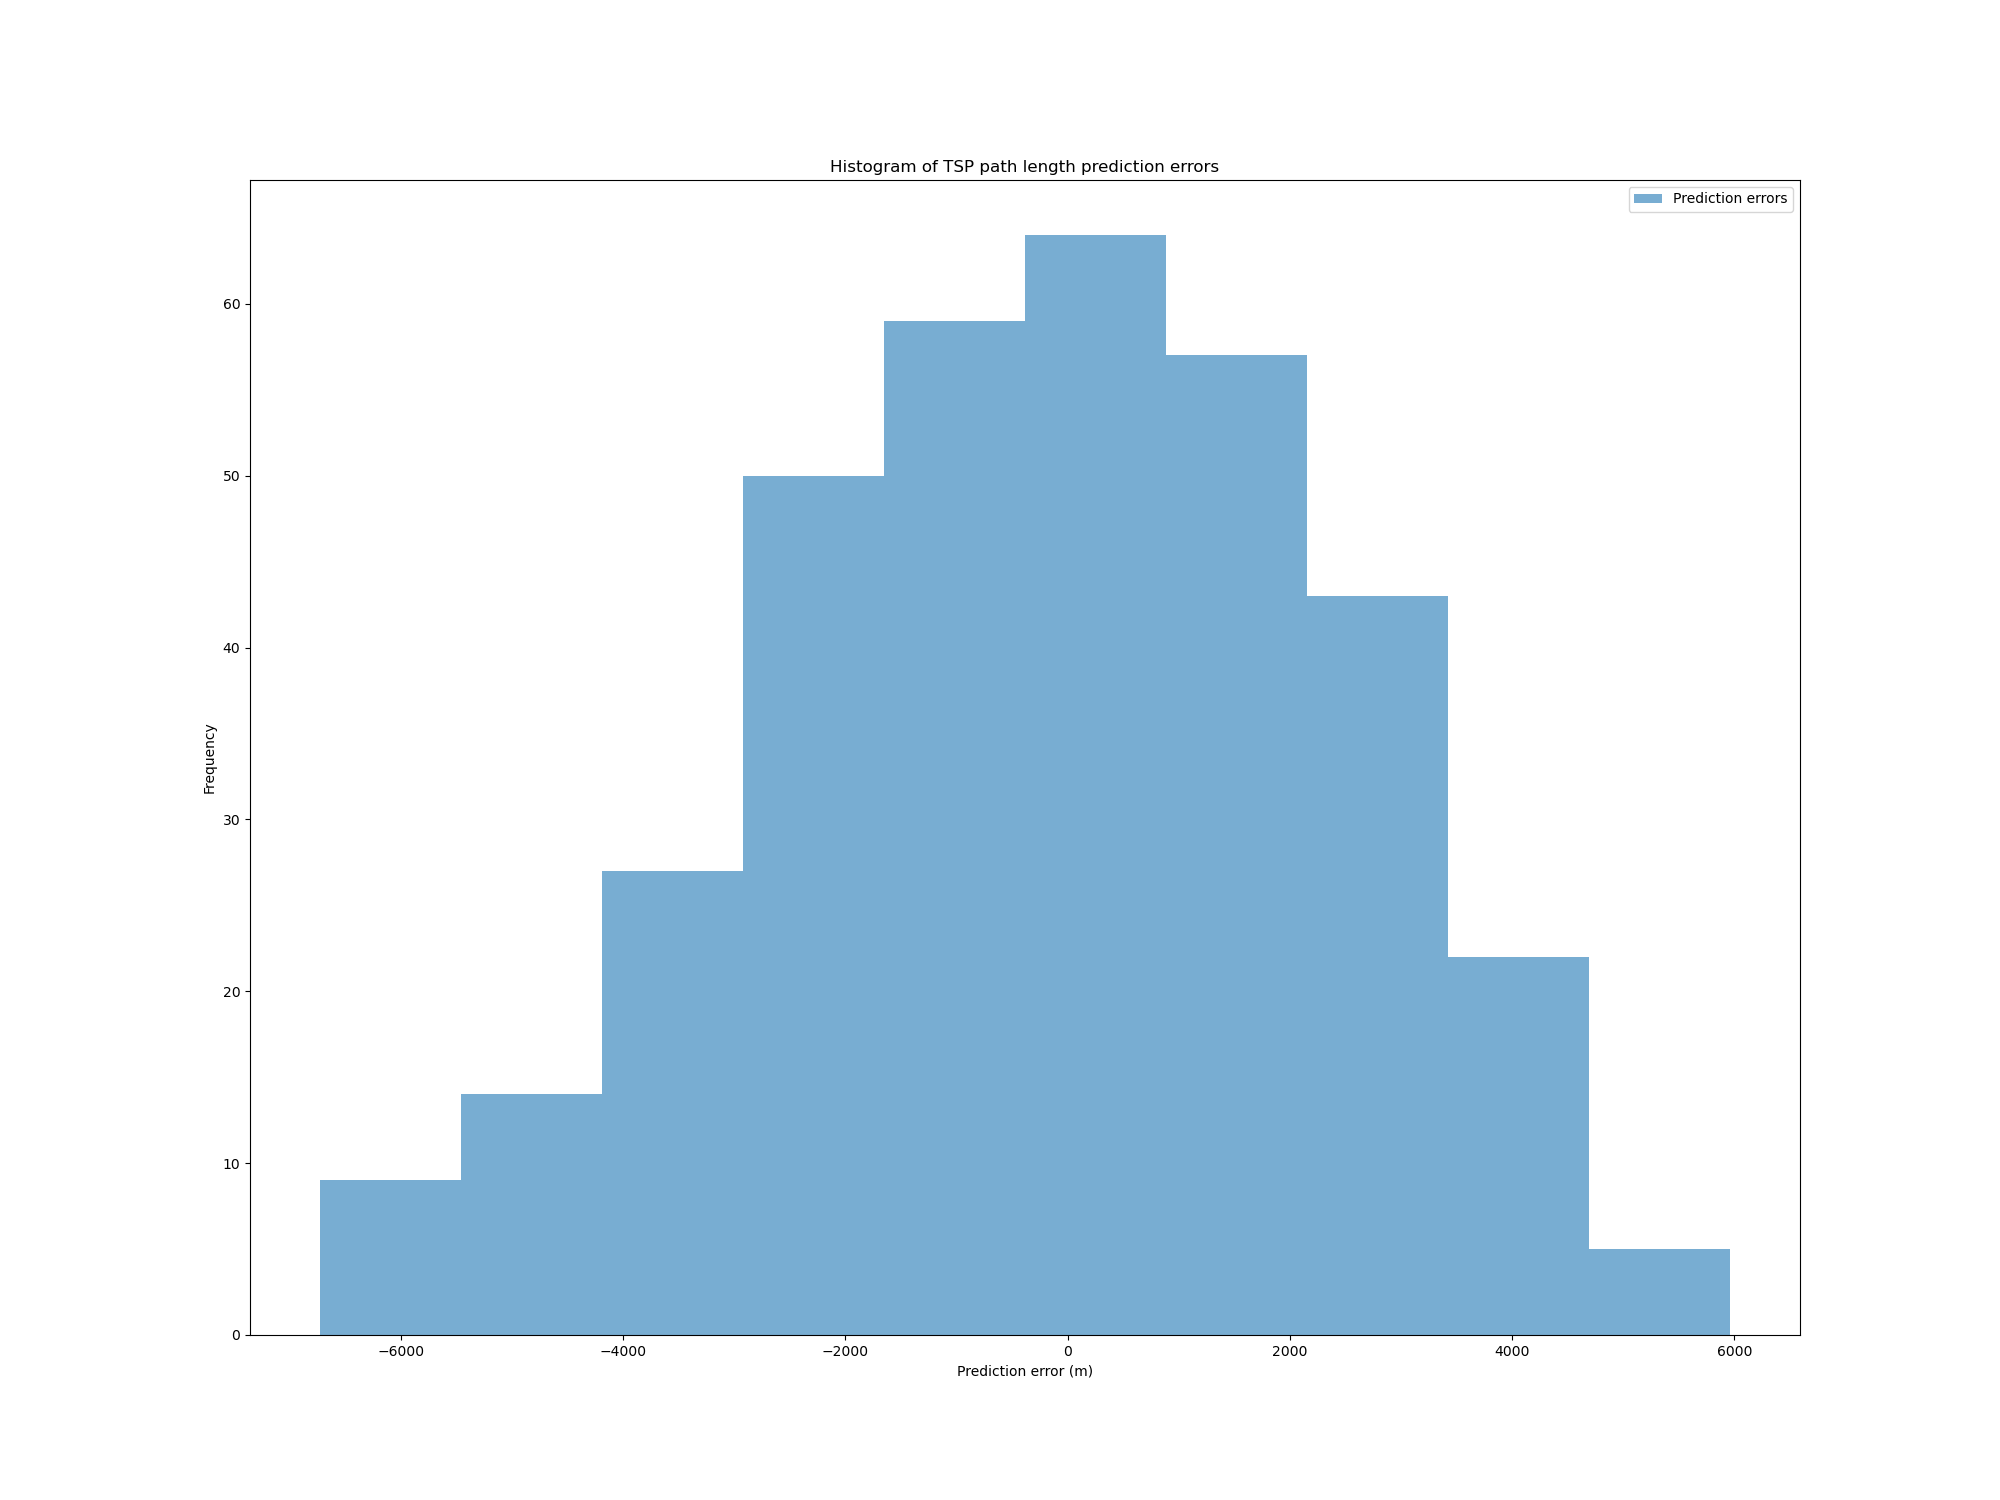 Histogram of TSP path length prediction errors
Prediction errors
60
50
40
30
20
10
0
Frequency
−6000 −4000 −2000 0 2000 4000 6000
Prediction error (m)